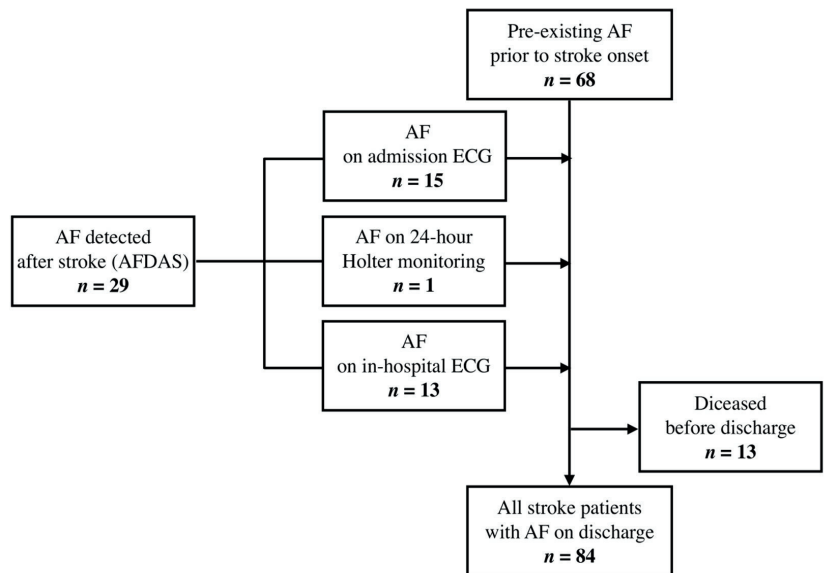 Pre-existing AF
prior to stroke onset
n = 68
AF
on admission ECG
n = 15
AF detected
after stroke (AFDAS)
n = 29
AF on 24-hour
Holter monitoring
n = 1
AF
on in-hospital ECG
n = 13
Diceased
before discharge
n = 13
All stroke patients
with AF on discharge
n = 84